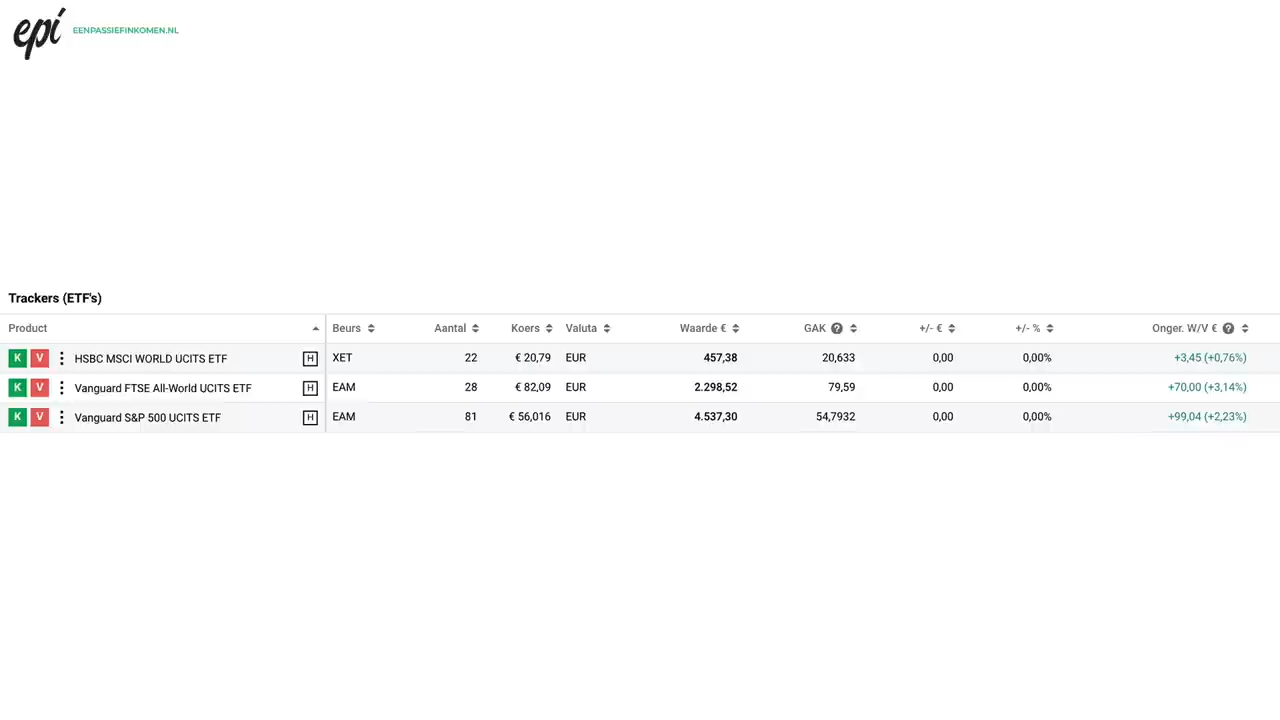 epi EENPASSIEFINKOMEN.NL
Trackers (ETF's)
Product Beurs Aantal Koers Valuta Waarde € GAK ? +/- € +/- % Onger. W/V € ?
K V HSBC MSCI WORLD UCITS ETF H XET 22 € 20,79 EUR 457,38 20,633 0,00 0,00% +3,45 (+0,76%)
K V Vanguard FTSE All-World UCITS ETF H EAM 28 € 82,09 EUR 2.298,52 79,59 0,00 0,00% +70,00 (+3,14%)
K V Vanguard S&P 500 UCITS ETF H EAM 81 € 56,016 EUR 4.537,30 54,7932 0,00 0,00% +99,04 (+2,23%)